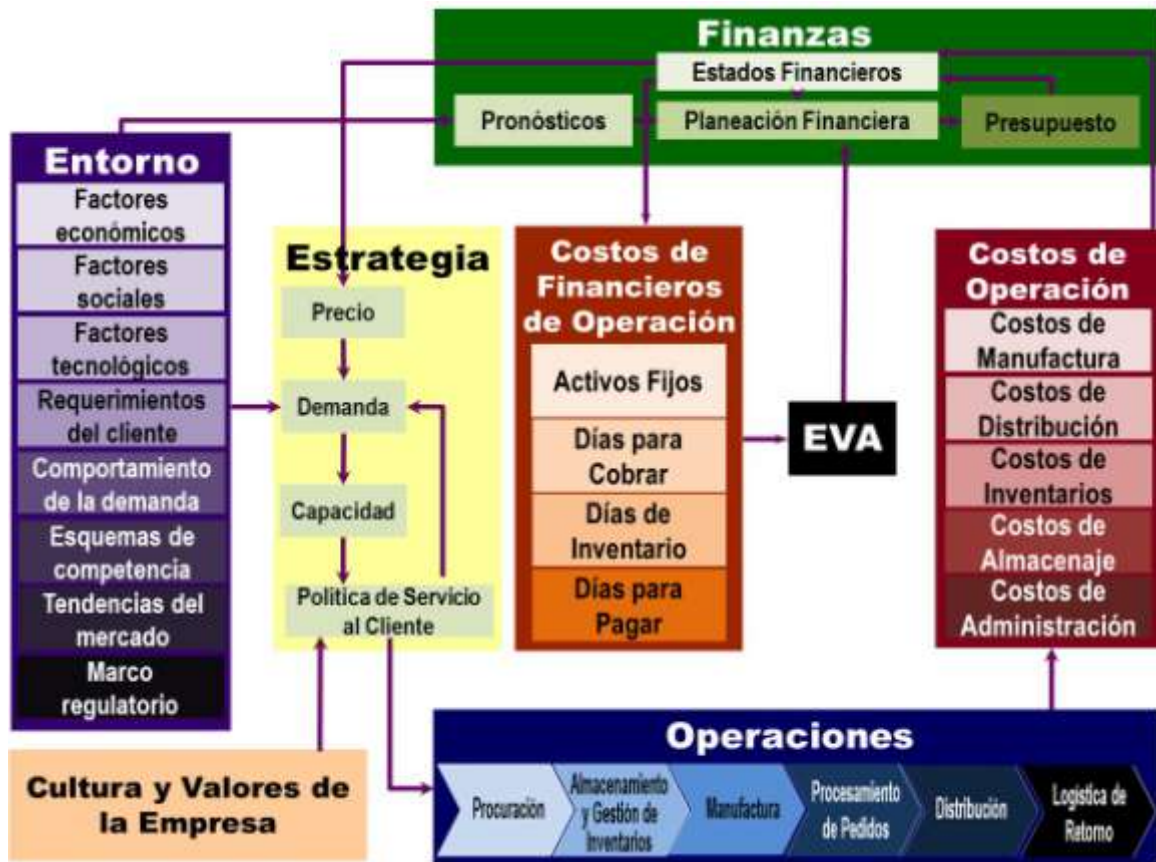 Finanzas
Estados Financieros
Pronósticos
Planeación Financiera
Presupuesto
Entorno
Factores
económicos
Factores
sociales
Factores
tecnológicos
Requerimientos
del cliente
Comportamiento
de la demanda
Esquemas de
competencia
Tendencias del
mercado
Marco
regulatorio
Estrategia
Precio
Demanda
Capacidad
Política de Servicio
al Cliente
Costos de
Financieros
de Operación
Activos Fijos
Días para
Cobrar
Días de
Inventario
Días para
Pagar
EVA
Costos de
Operación
Costos de
Manufactura
Costos de
Distribución
Costos de
Inventarios
Costos de
Almacenaje
Costos de
Administración
Cultura y Valores de
la Empresa
Operaciones
Procuración
Almacenamiento
y Gestión de
Inventarios
Manufactura
Procesamiento
de Pedidos
Distribución
Logística de
Retorno